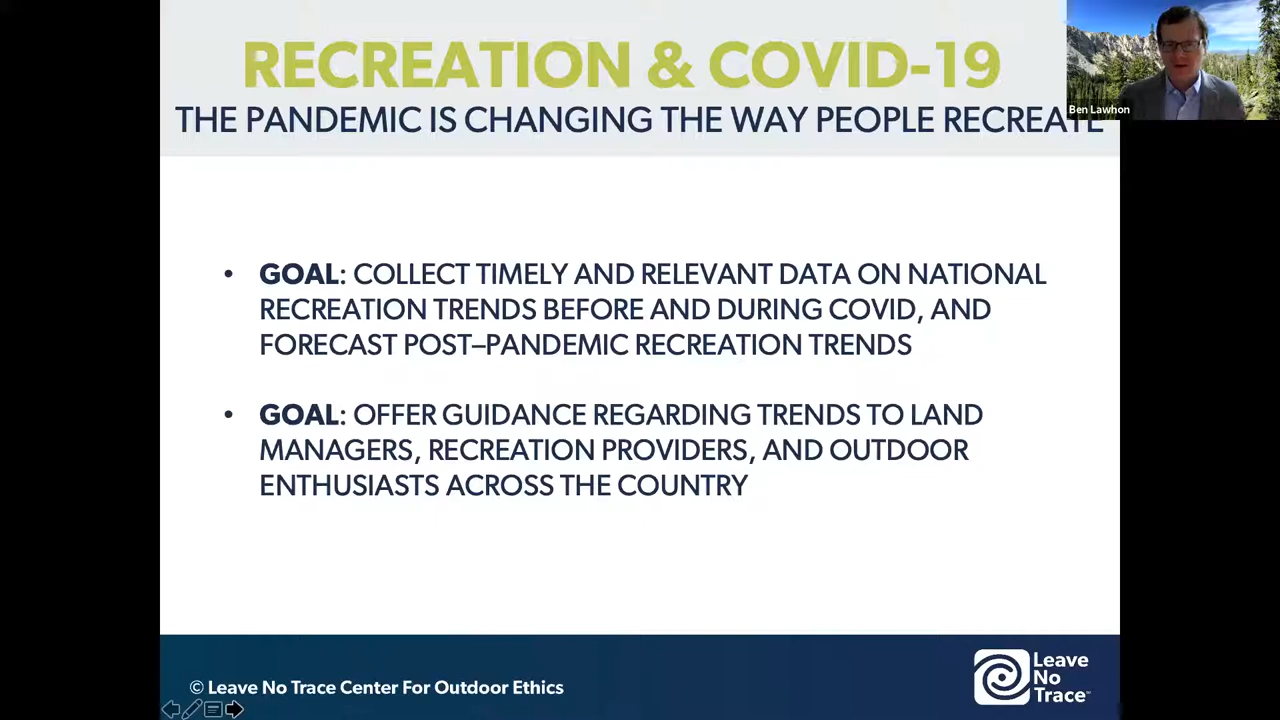 RECREATION & COVID-19
THE PANDEMIC IS CHANGING THE WAY PEOPLE RECREATE
Ben Lawhon
• GOAL: COLLECT TIMELY AND RELEVANT DATA ON NATIONAL
RECREATION TRENDS BEFORE AND DURING COVID, AND
FORECAST POST–PANDEMIC RECREATION TRENDS
• GOAL: OFFER GUIDANCE REGARDING TRENDS TO LAND
MANAGERS, RECREATION PROVIDERS, AND OUTDOOR
ENTHUSIASTS ACROSS THE COUNTRY
© Leave No Trace Center For Outdoor Ethics
Leave
No
Trace™